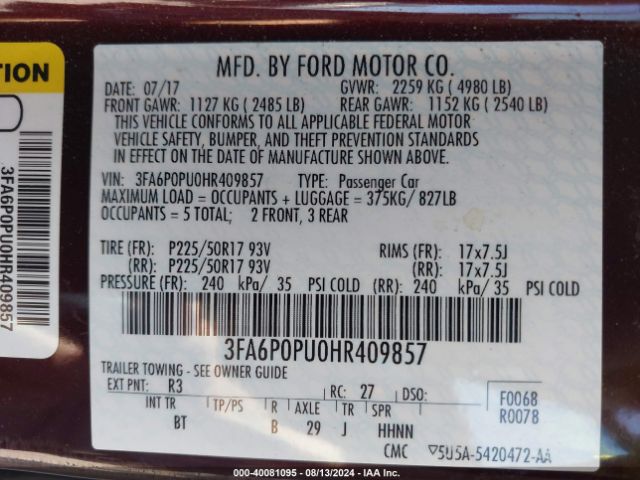 TION
3FA6P0PU0HR409857
MFD. BY FORD MOTOR CO.
DATE: 07/17 GVWR: 2259 KG ( 4980 LB)
FRONT GAWR: 1127 KG ( 2485 LB) REAR GAWR: 1152 KG ( 2540 LB)
THIS VEHICLE CONFORMS TO ALL APPLICABLE FEDERAL MOTOR
VEHICLE SAFETY, BUMPER, AND THEFT PREVENTION STANDARDS
IN EFFECT ON THE DATE OF MANUFACTURE SHOWN ABOVE.
VIN: 3FA6P0PU0HR409857 TYPE: Passenger Car
MAXIMUM LOAD = OCCUPANTS + LUGGAGE = 375KG/ 827LB
OCCUPANTS = 5 TOTAL; 2 FRONT, 3 REAR
TIRE (FR): P225/50R17 93V RIMS (FR): 17x7.5J
(RR): P225/50R17 93V (RR): 17x7.5J
PRESSURE (FR): 240 kPa/ 35 PSI COLD (RR): 240 kPa/ 35 PSI COLD
3FA6P0PU0HR409857
TRAILER TOWING - SEE OWNER GUIDE
EXT PNT: R3 RC: 27 DSO: F0068
R0078
INT TR TP/PS R AXLE TR SPR
BT B 29 J HHNN
CMC 5U5A-5420472-AA
© 2000 - 40081095 - 08/13/2024 - IAA Inc.